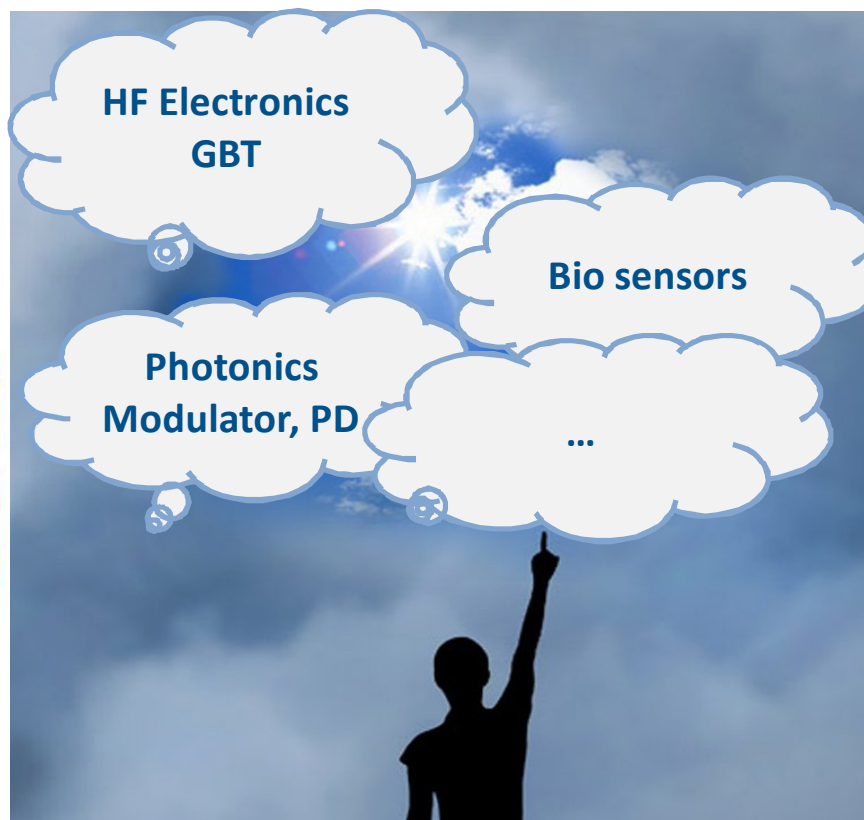 HF Electronics
GBT
Bio sensors
Photonics
Modulator, PD
...